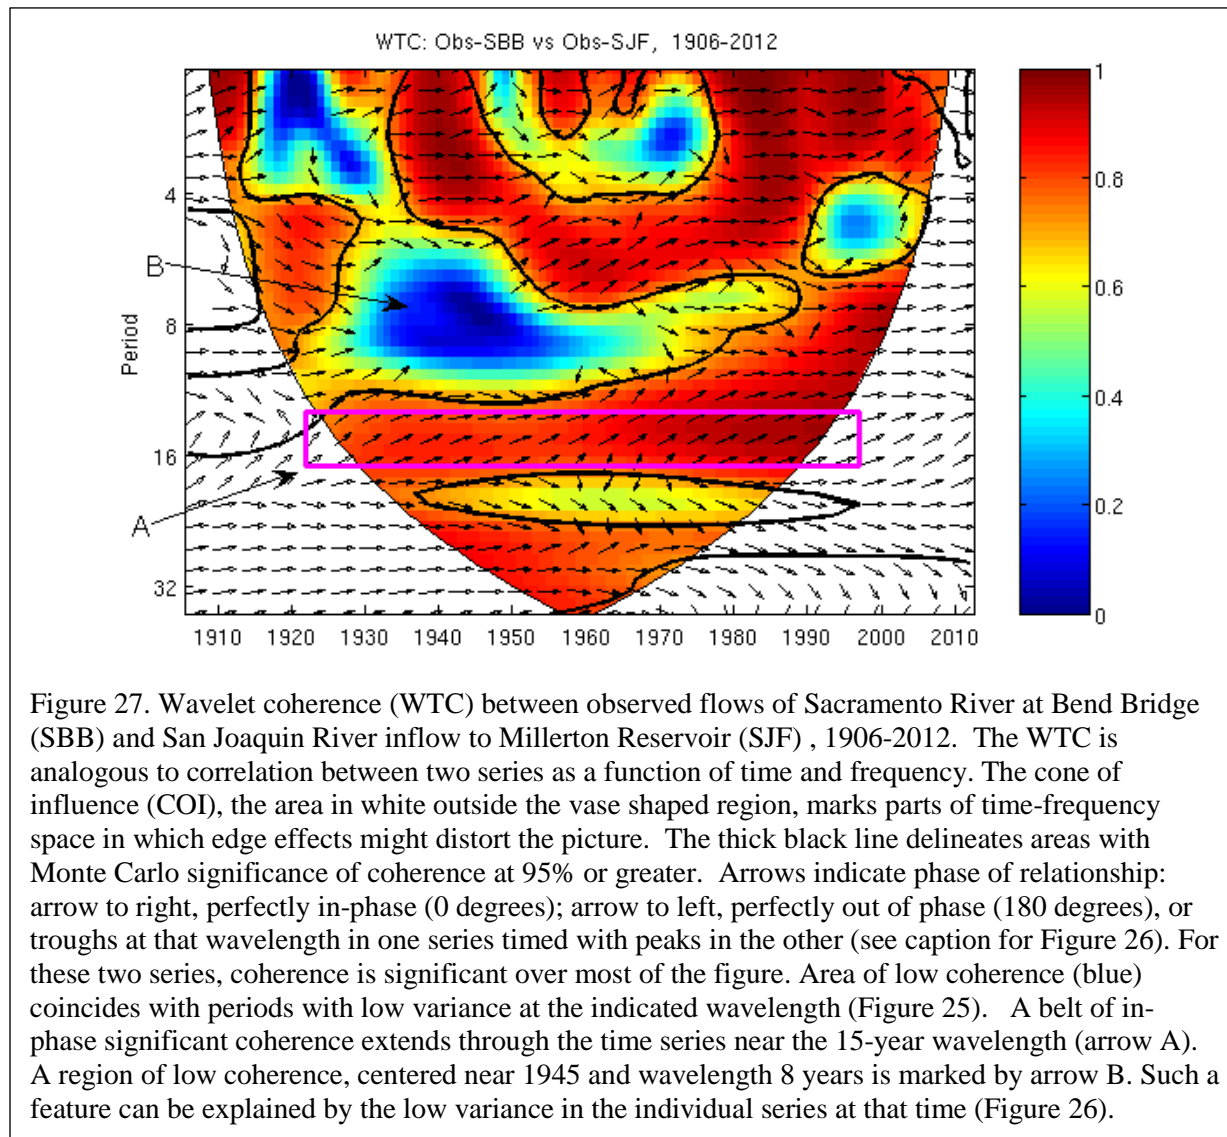 WTC: Obs-SBB vs Obs-SJF, 1906-2012
1
0.8
0.6
0.4
0.2
0
Period
4
8
16
32
B
A
1910 1920 1930 1940 1950 1960 1970 1980 1990 2000 2010
Figure 27. Wavelet coherence (WTC) between observed flows of Sacramento River at Bend Bridge
(SBB) and San Joaquin River inflow to Millerton Reservoir (SJF) , 1906-2012. The WTC is
analogous to correlation between two series as a function of time and frequency. The cone of
influence (COI), the area in white outside the vase shaped region, marks parts of time-frequency
space in which edge effects might distort the picture. The thick black line delineates areas with
Monte Carlo significance of coherence at 95% or greater. Arrows indicate phase of relationship:
arrow to right, perfectly in-phase (0 degrees); arrow to left, perfectly out of phase (180 degrees), or
troughs at that wavelength in one series timed with peaks in the other (see caption for Figure 26). For
these two series, coherence is significant over most of the figure. Area of low coherence (blue)
coincides with periods with low variance at the indicated wavelength (Figure 25). A belt of in-
phase significant coherence extends through the time series near the 15-year wavelength (arrow A).
A region of low coherence, centered near 1945 and wavelength 8 years is marked by arrow B. Such a
feature can be explained by the low variance in the individual series at that time (Figure 26).